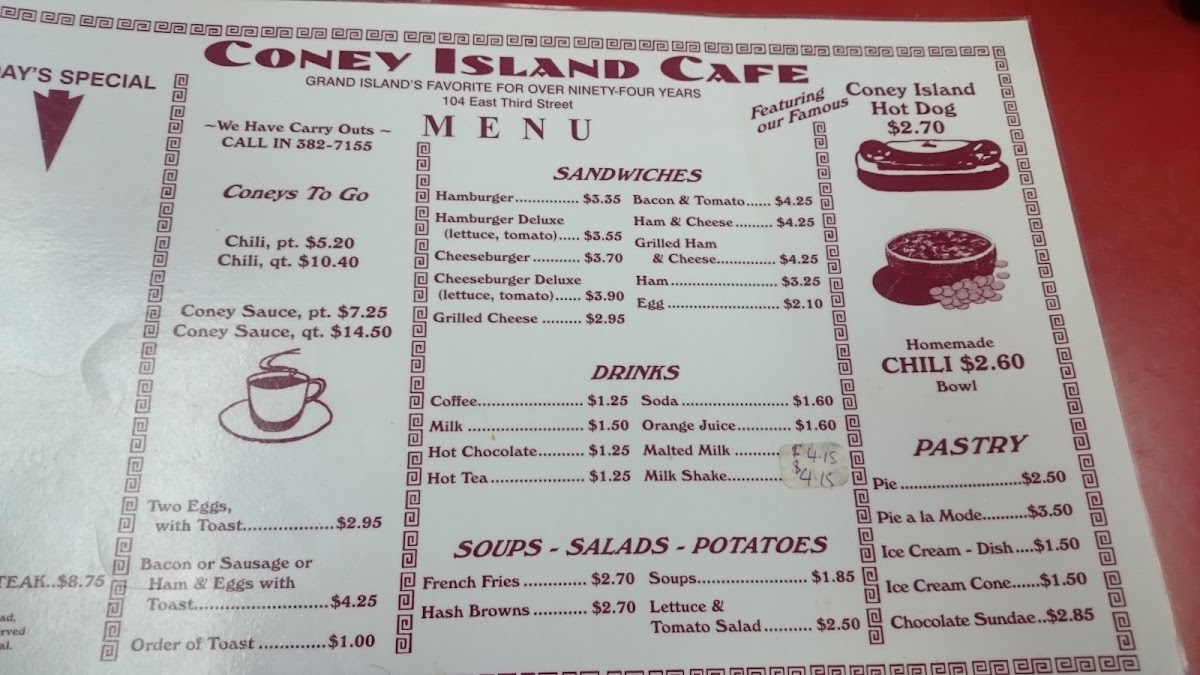 CONEY ISLAND CAFE
GRAND ISLAND'S FAVORITE FOR OVER NINETY-FOUR YEARS
104 East Third Street
MENU
AY'S SPECIAL
TEAK..$8.75
ad,
rved
al.
~We Have Carry Outs ~
CALL IN 382-7155
Coneys To Go
Chili, pt. $5.20
Chili, qt. $10.40
Coney Sauce, pt. $7.25
Coney Sauce, qt. $14.50
Two Eggs,
with Toast.................$2.95
Bacon or Sausage or
Ham & Eggs with
Toast.........................$4.25
Order of Toast .............$1.00
SANDWICHES
Hamburger.............. $3.35
Hamburger Deluxe
(lettuce, tomato)..... $3.55
Cheeseburger .......... $3.70
Cheeseburger Deluxe
(lettuce, tomato)...... $3.90
Grilled Cheese ......... $2.95
Bacon & Tomato...... $4.25
Ham & Cheese......... $4.25
Grilled Ham
& Cheese.............. $4.25
Ham......................... $3.25
Egg .......................... $2.10
DRINKS
Coffee....................... $1.25
Milk ......................... $1.50
Hot Chocolate.......... $1.25
Hot Tea..................... $1.25
Soda........................ $1.60
Orange Juice............ $1.60
Malted Milk .......... $4.15
Milk Shake........... $4.15
SOUPS - SALADS - POTATOES
French Fries .............. $2.70
Hash Browns ............ $2.70
Soups........................ $1.85
Lettuce &
Tomato Salad .......... $2.50
Featuring
our Famous
Coney Island
Hot Dog
$2.70
Homemade
CHILI $2.60
Bowl
PASTRY
Pie ..........................$2.50
Pie a la Mode..........$3.50
Ice Cream - Dish....$1.50
Ice Cream Cone......$1.50
Chocolate Sundae..$2.85